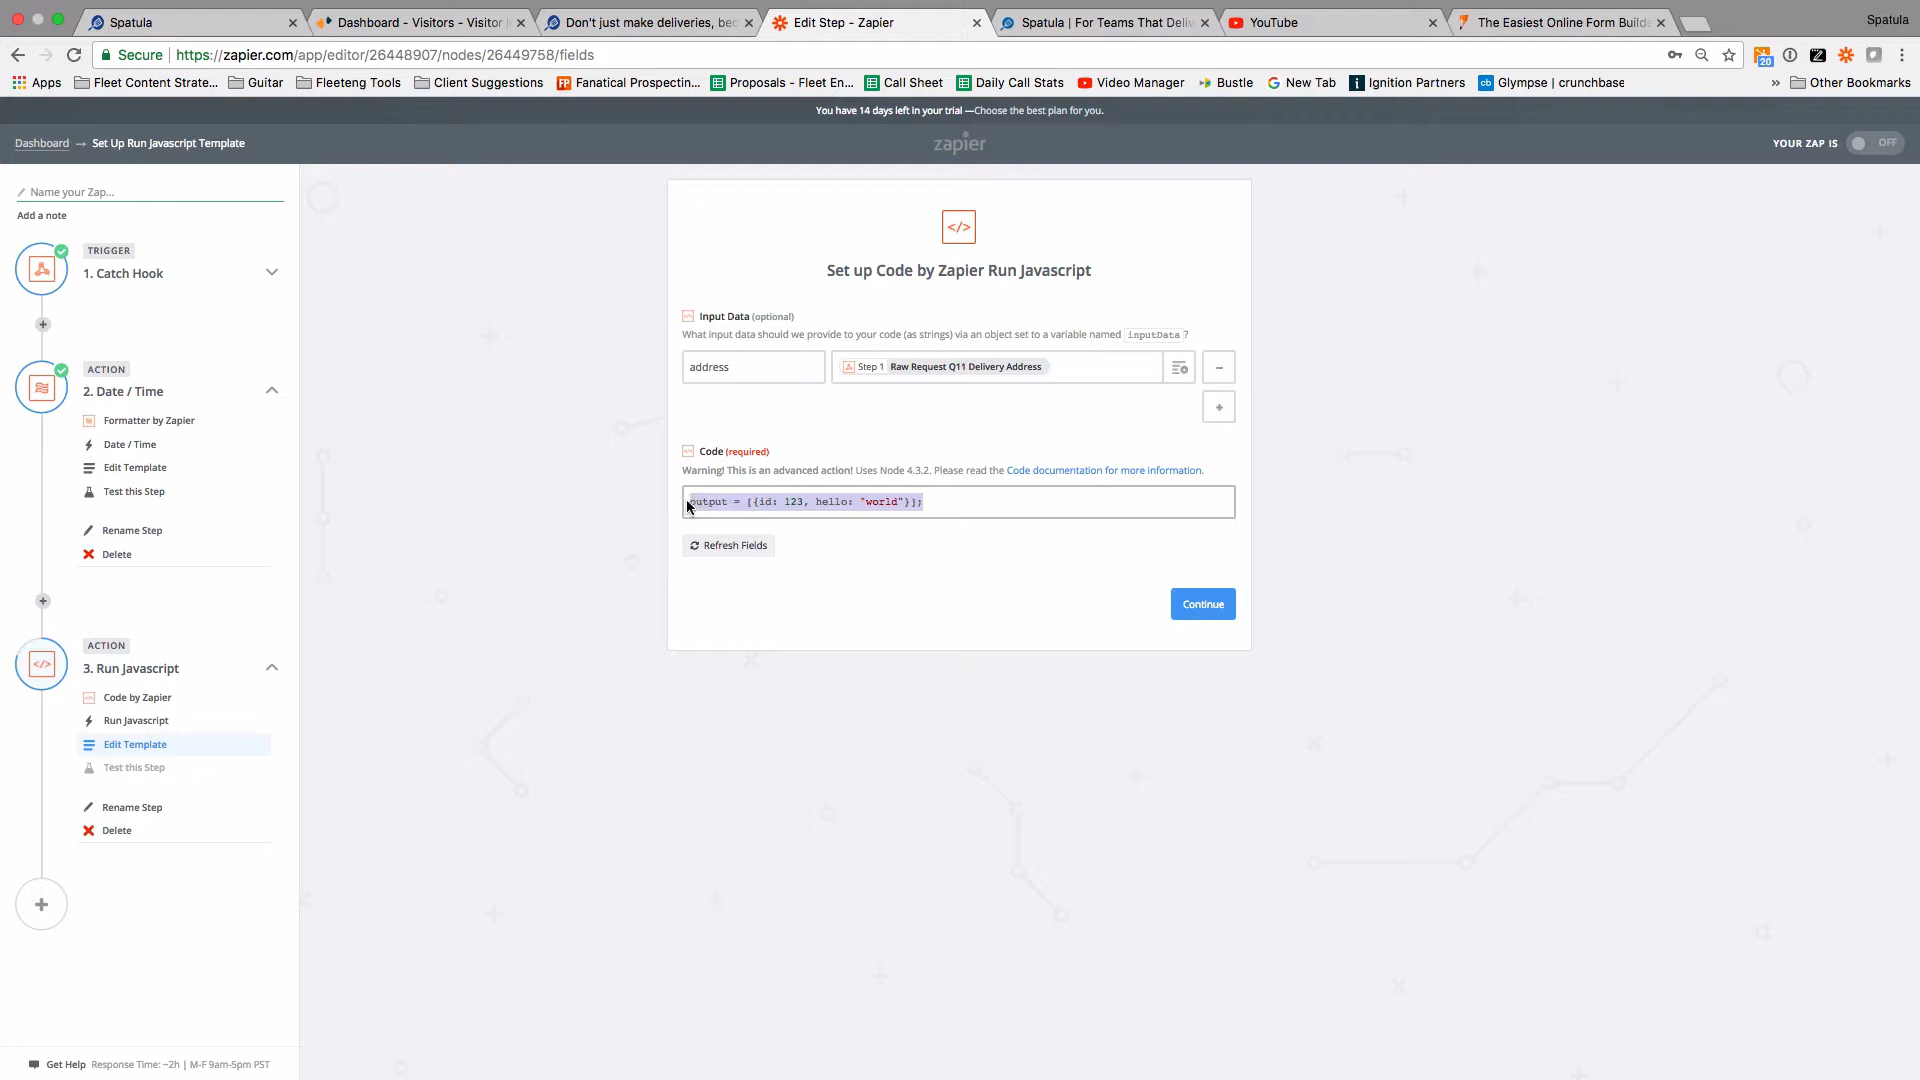 Spatula
Dashboard - Visitors - Visitor I
Don't just make deliveries, bec
Edit Step - Zapier
Spatula | For Teams That Deliv
YouTube
The Easiest Online Form Builde
Spatula
Secure https://zapier.com/app/editor/26448907/nodes/26449758/fields
20
Apps Fleet Content Strate... Guitar Fleeteng Tools Client Suggestions Fanatical Prospectin... Proposals - Fleet En... Call Sheet Daily Call Stats Video Manager Bustle New Tab Ignition Partners Glympse | crunchbase » Other Bookmarks
You have 14 days left in your trial —Choose the best plan for you.
Dashboard → Set Up Run Javascript Template
zapier
YOUR ZAP IS OFF
Name your Zap...
Add a note
TRIGGER
1. Catch Hook
ACTION
2. Date / Time
Formatter by Zapier
Date / Time
Edit Template
Test this Step
Rename Step
Delete
ACTION
3. Run Javascript
Code by Zapier
Run Javascript
Edit Template
Test this Step
Rename Step
Delete
Get Help Response Time: ~2h | M-F 9am-5pm PST
</>
Set up Code by Zapier Run Javascript
Input Data (optional)
What input data should we provide to your code (as strings) via an object set to a variable named inputData ?
address
Step 1 Raw Request Q11 Delivery Address
Code (required)
Warning! This is an advanced action! Uses Node 4.3.2. Please read the Code documentation for more information.
output = [{id: 123, hello: "world"}];
Refresh Fields
Continue